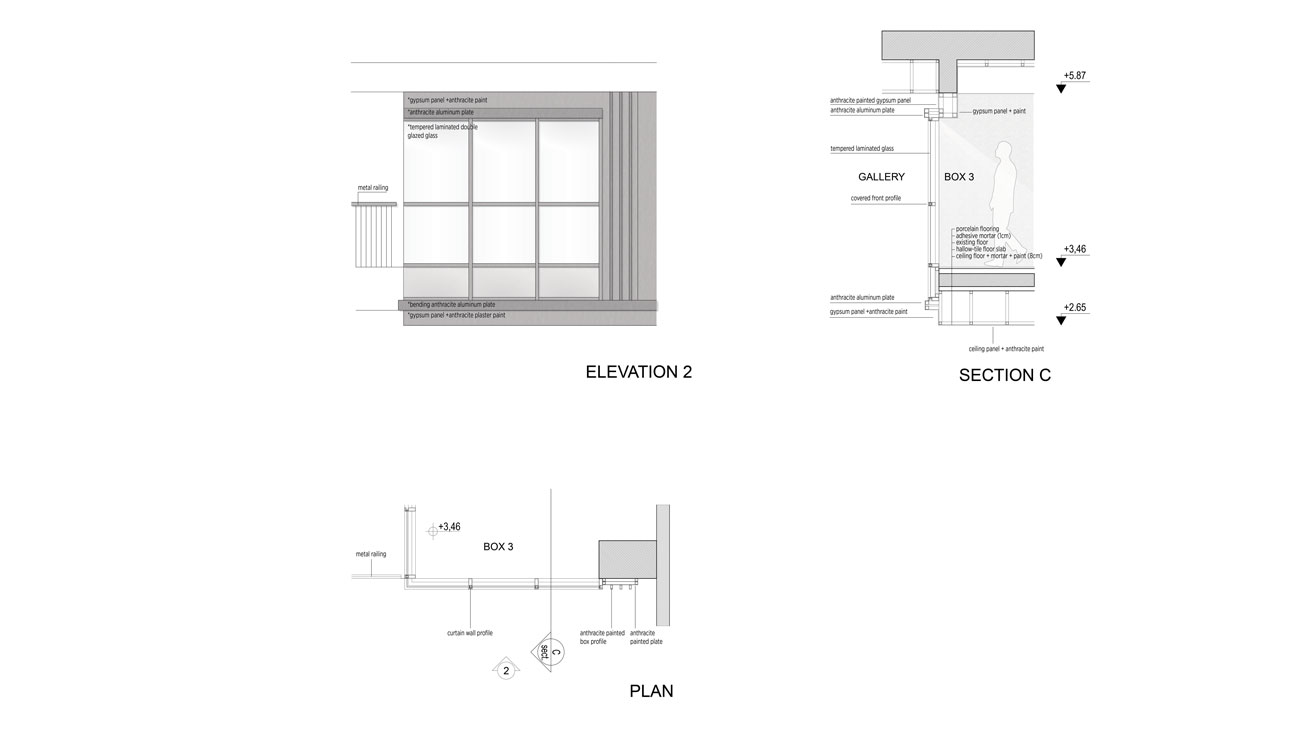 *gypsum panel +anthracite paint
*anthracite aluminum plate
*tempered laminated double
glazed glass
metal railing
*bending anthracite aluminum plate
*gypsum panel +anthracite plaster paint
ELEVATION 2
+5.87
anthracite painted gypsum panel
anthracite aluminum plate
gypsum panel + paint
tempered laminated glass
GALLERY
BOX 3
covered front profile
porcelain flooring
adhesive mortar (1cm)
existing floor
hallow-tile floor slab
ceiling floor + mortar + paint (8cm)
+3,46
anthracite aluminum plate
gypsum panel +anthracite paint
+2.65
ceiling panel + anthracite paint
SECTION C
+3,46
BOX 3
metal railing
curtain wall profile
anthracite painted
box profile
anthracite
painted plate
sect.
C
2
PLAN